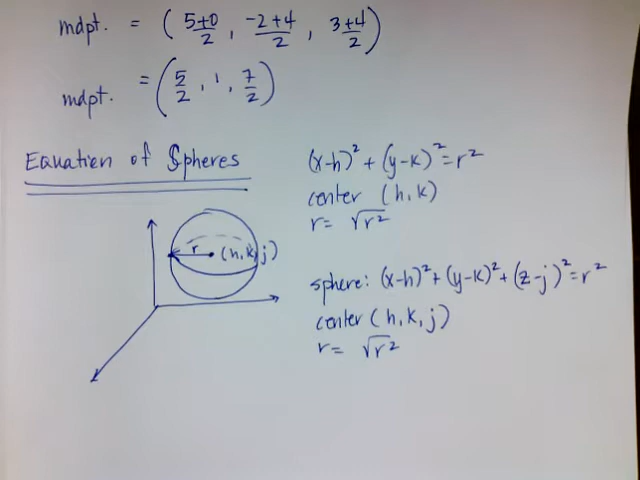 mdpt. = (5+0/2, -2+4/2, 3+4/2)
mdpt. = (5/2, 1, 7/2)
Equation of Spheres
(x-h)² + (y-k)² = r²
center (h, k)
r = √r²
r (h, k, j)
sphere: (x-h)² + (y-k)² + (z-j)² = r²
center (h, k, j)
r = √r²